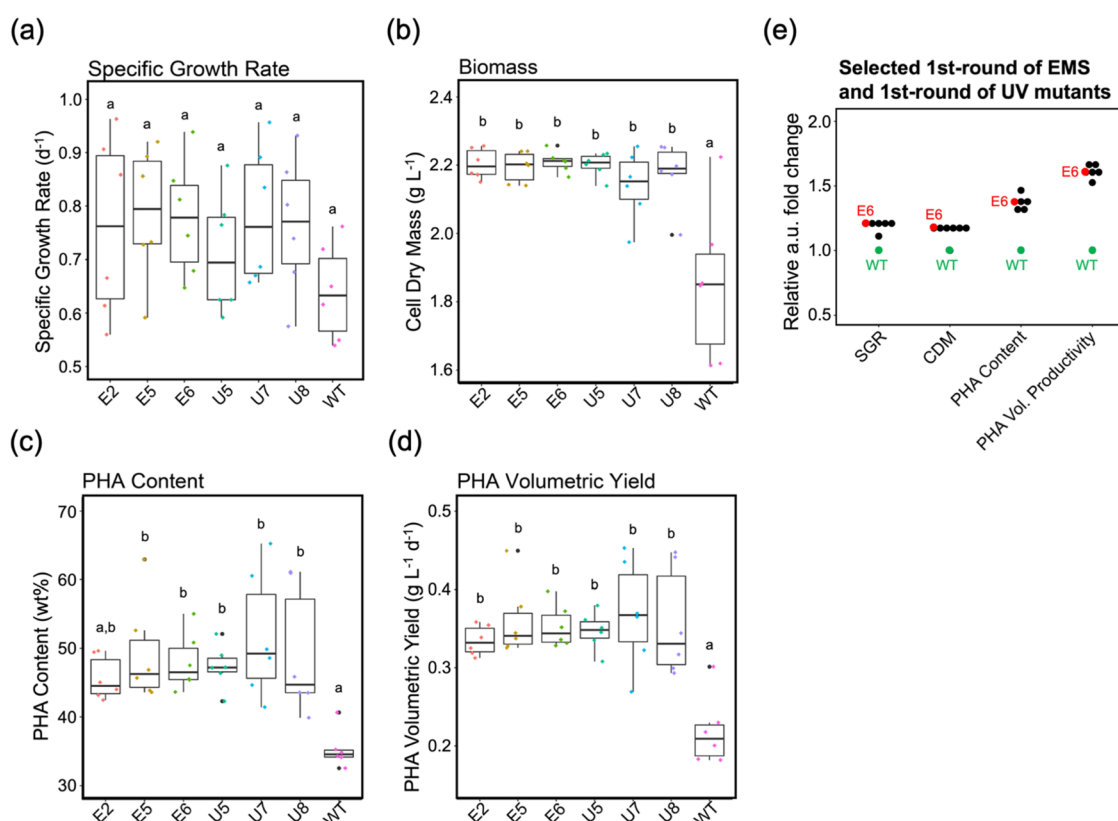 (a)
Specific Growth Rate
Specific Growth Rate (d⁻¹)
1.0
0.9
0.8
0.7
0.6
0.5
a
a
a
a
a
a
a
E2
E5
E6
U5
U7
U8
WT
(b)
Biomass
Cell Dry Mass (g L⁻¹)
2.4
2.2
2.0
1.8
1.6
b
b
b
b
b
b
a
E2
E5
E6
U5
U7
U8
WT
(e)
Selected 1st-round of EMS
and 1st-round of UV mutants
Relative a.u. fold change
2.0
1.5
1.0
0.5
E6
WT
E6
WT
E6
WT
E6
WT
SGR
CDM
PHA Content
PHA Vol. Productivity
(c)
PHA Content
PHA Content (wt%)
70
60
50
40
30
a,b
b
b
b
b
b
a
E2
E5
E6
U5
U7
U8
WT
(d)
PHA Volumetric Yield
PHA Volumetric Yield (g L⁻¹ d⁻¹)
0.5
0.4
0.3
0.2
b
b
b
b
b
b
a
E2
E5
E6
U5
U7
U8
WT